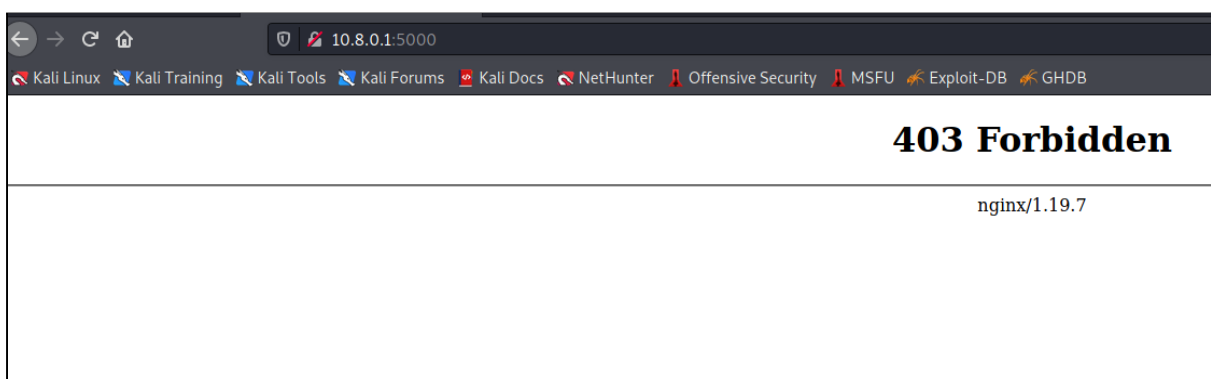 10.8.0.1:5000
Kali Linux Kali Training Kali Tools Kali Forums Kali Docs NetHunter Offensive Security MSFU Exploit-DB GHDB
403 Forbidden
nginx/1.19.7